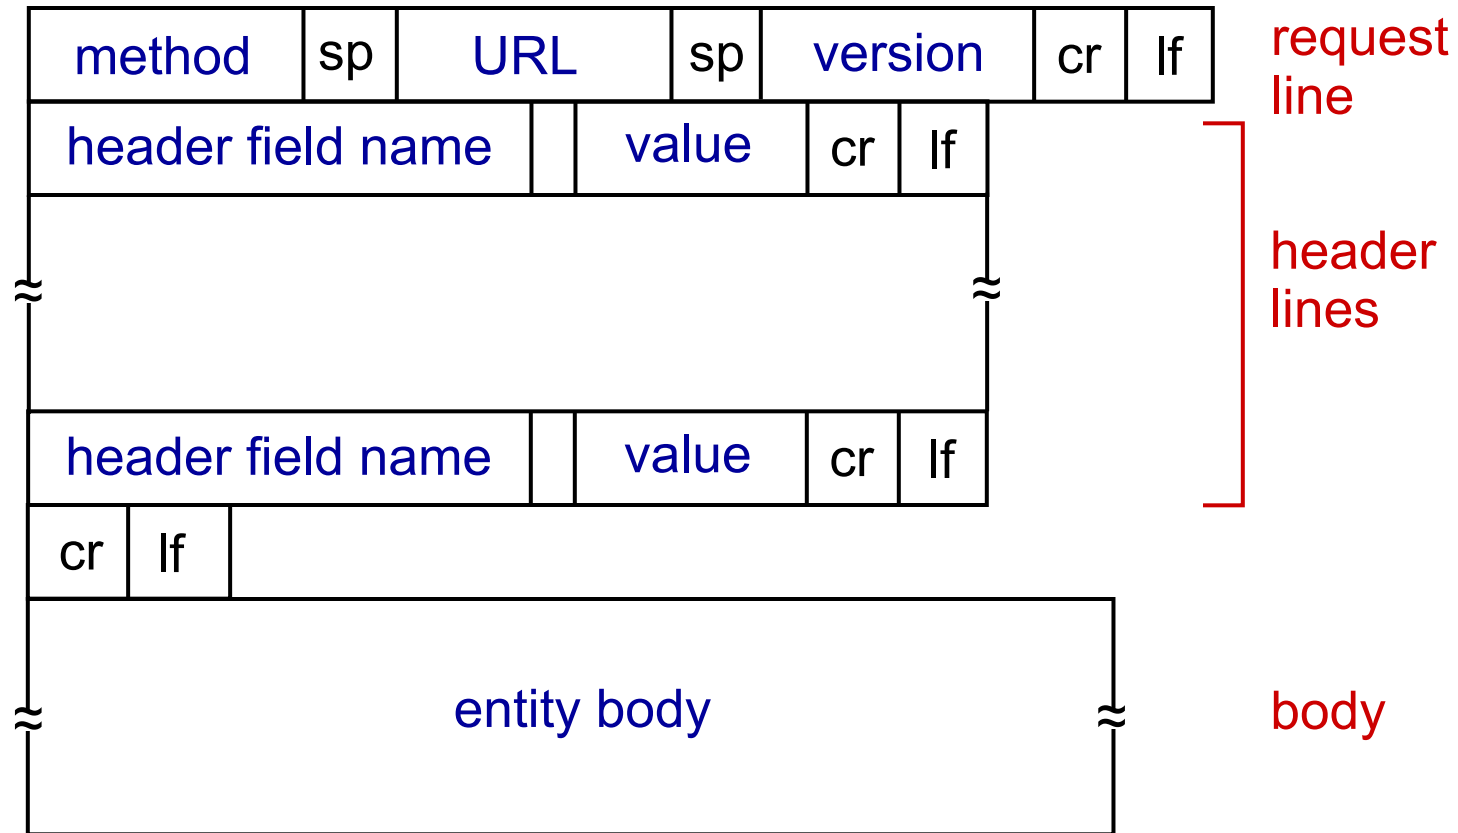 method sp URL sp version cr lf
request
line
header field name value cr lf
header
lines
≈ ≈
header field name value cr lf
cr lf
≈ entity body ≈
body